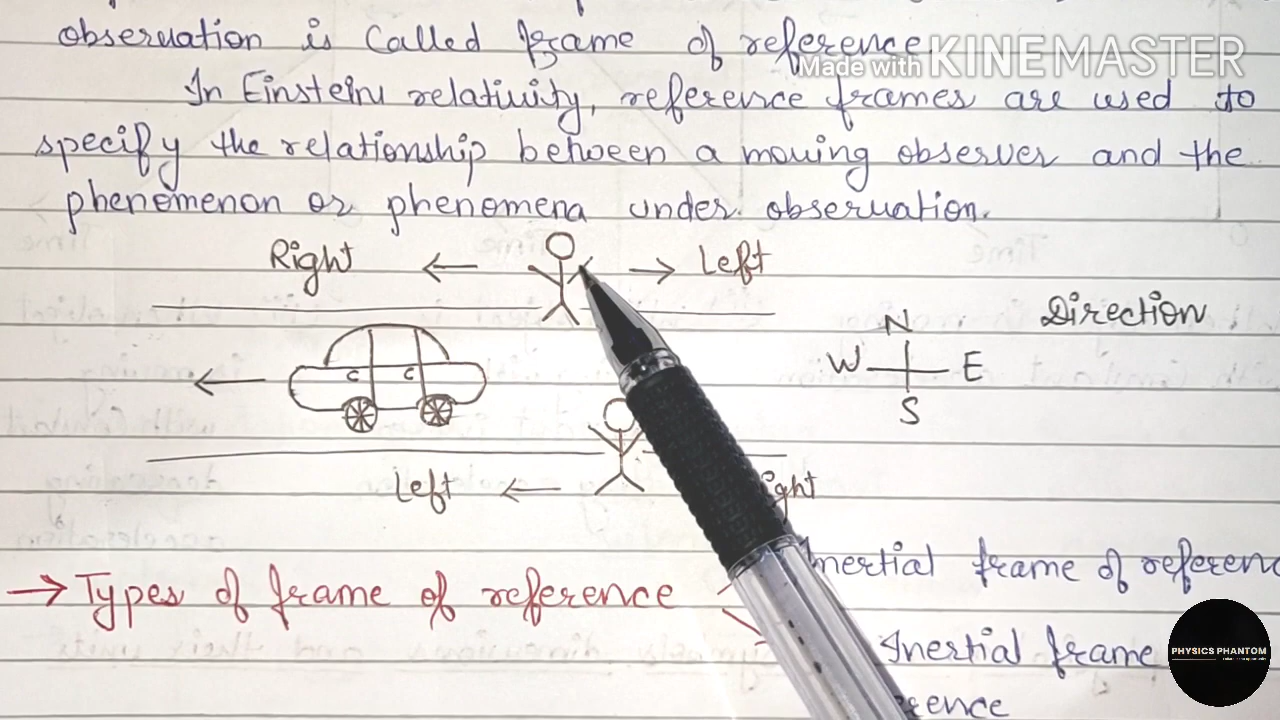 observation is called frame of reference.
Made with KINEMASTER
In Einstein relativity, reference frames are used to
specify the relationship between a moving observer and the
phenomenon or phenomena under observation.
Right ← → Left
Direction
N
W E
S
C C
←
Left ←
→ Types of frame of reference
Inertial frame of
Inertial frame
PHYSICS PHANTOM